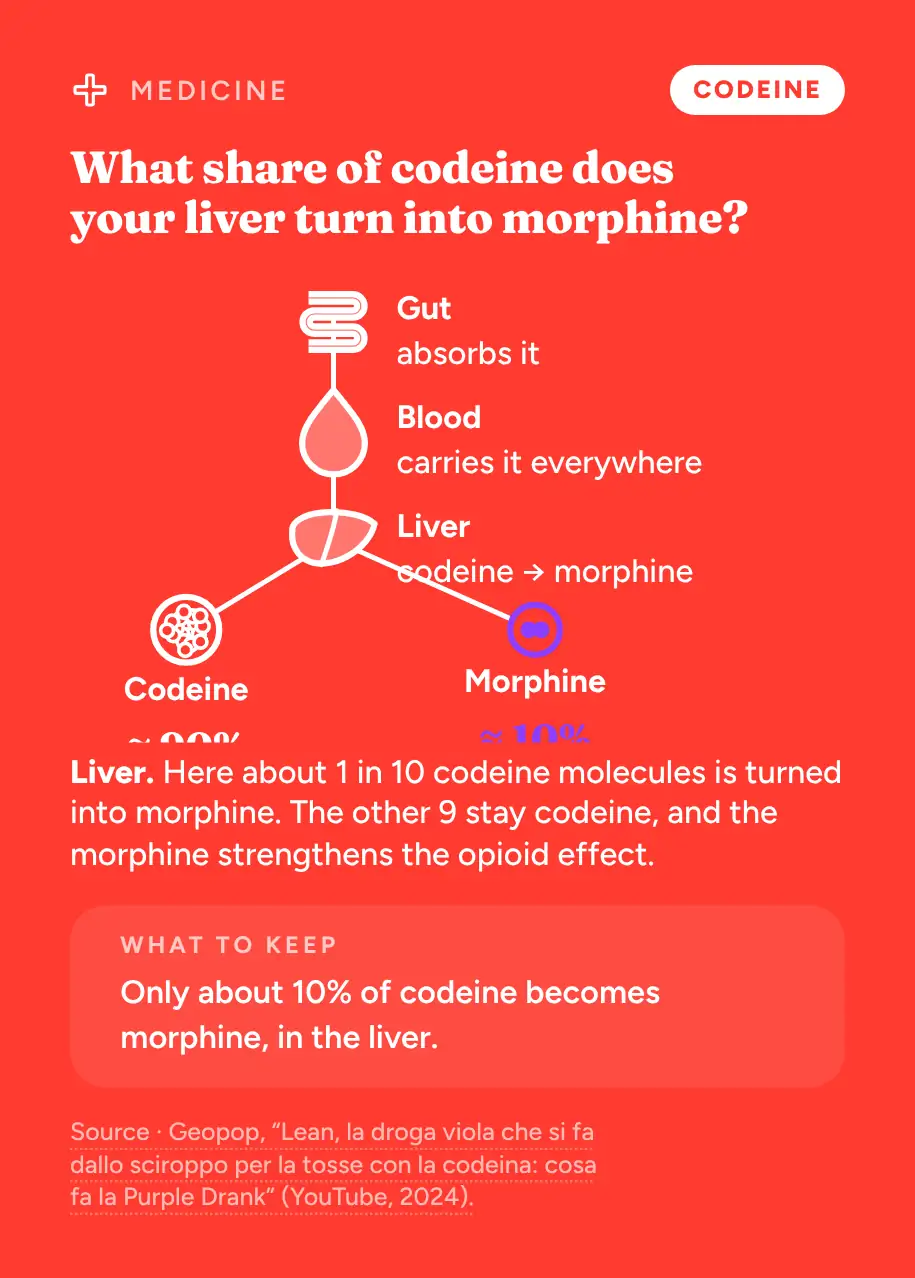 MEDICINE
CODEINE
What share of codeine does
your liver turn into morphine?
Gut
absorbs it
Blood
carries it everywhere
Liver
codeine → morphine
Codeine
Morphine
≈ 10%
Liver. Here about 1 in 10 codeine molecules is turned
into morphine. The other 9 stay codeine, and the
morphine strengthens the opioid effect.
WHAT TO KEEP
Only about 10% of codeine becomes
morphine, in the liver.
Source · Geopop, “Lean, la droga viola che si fa
dallo sciroppo per la tosse con la codeina: cosa
fa la Purple Drank” (YouTube, 2024).